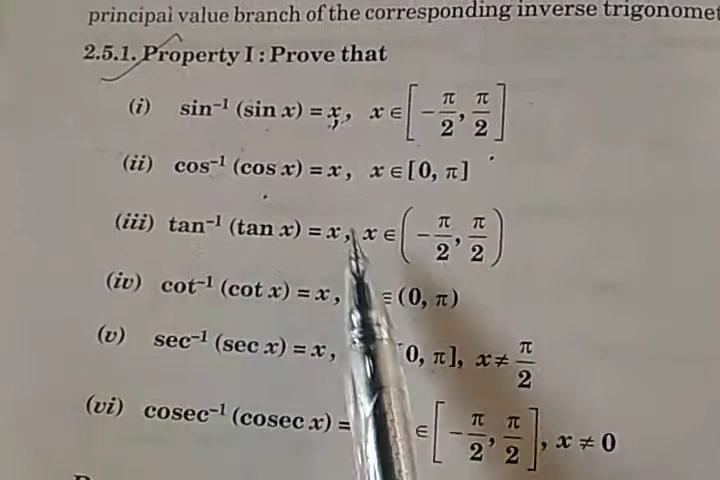 principal value branch of the corresponding inverse trigonomet
2.5.1. Property I : Prove that
(i) sin⁻¹ (sin x) = x, x ∈ [−π/2, π/2]
(ii) cos⁻¹ (cos x) = x, x ∈ [0, π]
(iii) tan⁻¹ (tan x) = x, x ∈ (−π/2, π/2)
(iv) cot⁻¹ (cot x) = x, ∈ (0, π)
(v) sec⁻¹ (sec x) = x, [0, π], x ≠ π/2
(vi) cosec⁻¹ (cosec x) = ∈ [−π/2, π/2], x ≠ 0